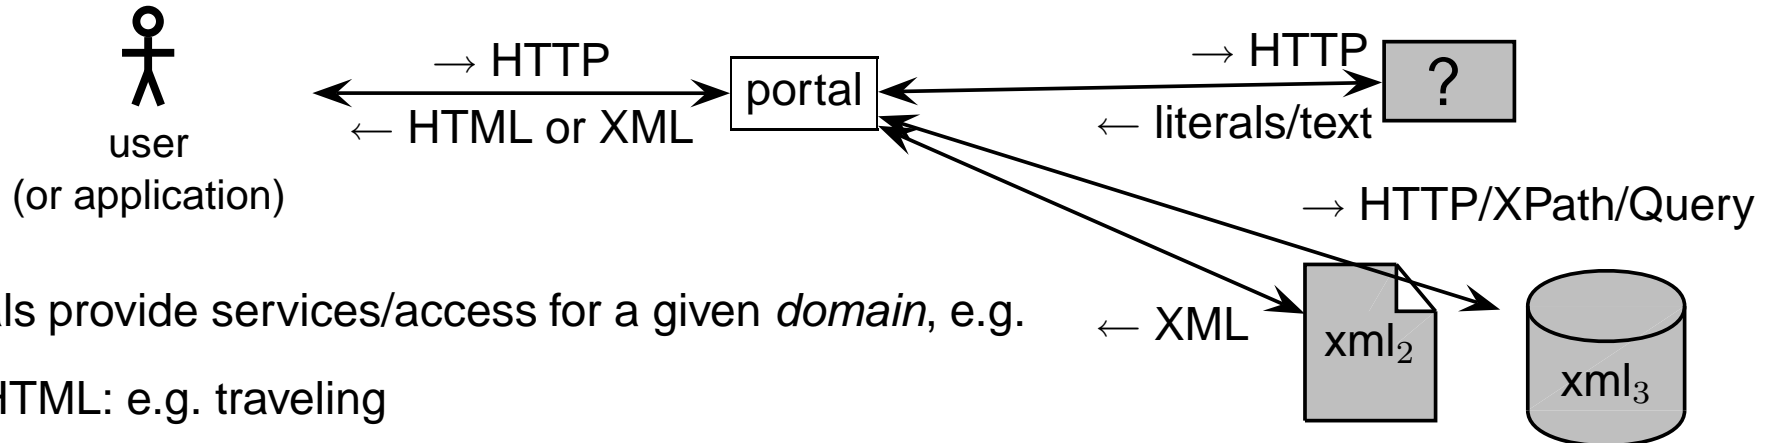 → HTTP
← HTML or XML
user
(or application)
portal
→ HTTP
← literals/text
?
→ HTTP/XPath/Query
← XML
xml₂
xml₃
ls provide services/access for a given domain, e.g.
HTML: e.g. traveling